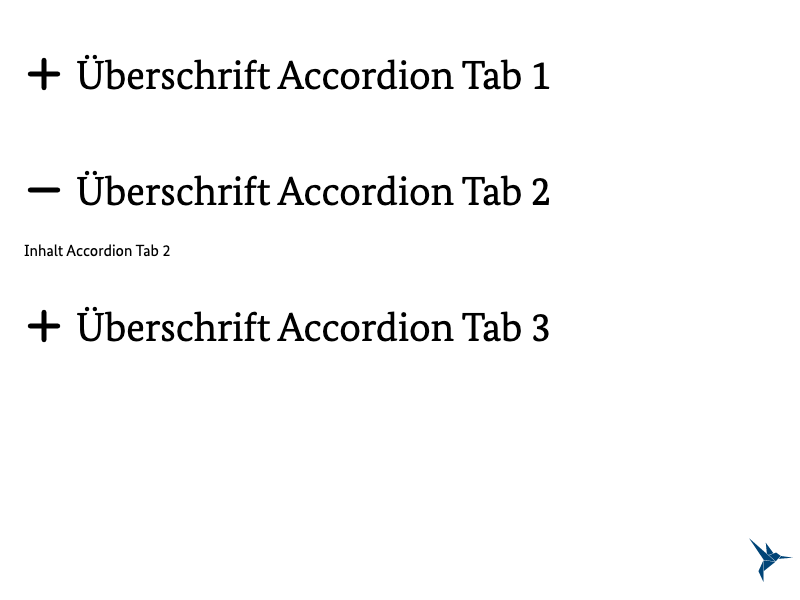 Überschrift Accordion Tab 1
Überschrift Accordion Tab 2
Inhalt Accordion Tab 2
Überschrift Accordion Tab 3